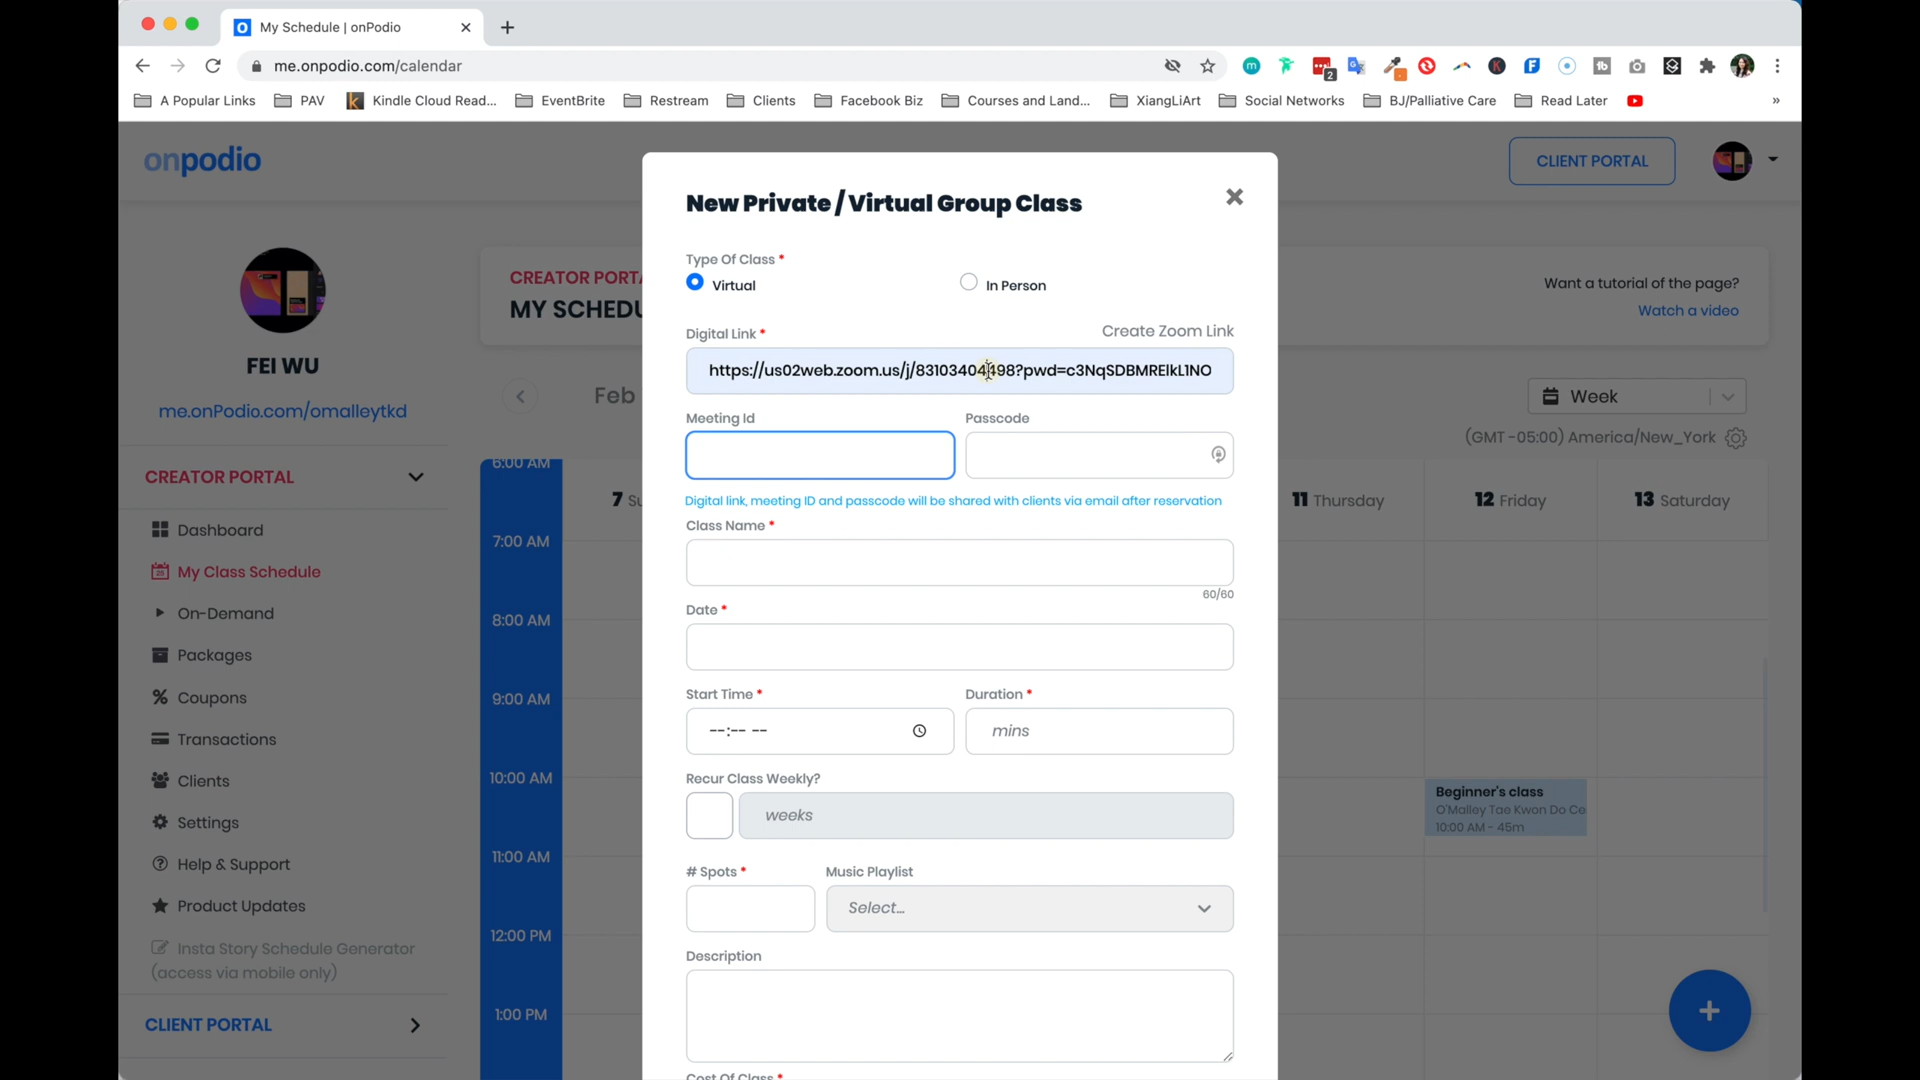 My Schedule | onPodio
me.onpodio.com/calendar
A Popular Links
PAV
Kindle Cloud Read...
EventBrite
Restream
Clients
Facebook Biz
Courses and Land...
XiangLiArt
Social Networks
BJ/Palliative Care
Read Later
»
onpodio
CLIENT PORTAL
FEI WU
me.onPodio.com/omalleytkd
CREATOR PORTAL
Dashboard
My Class Schedule
On-Demand
Packages
Coupons
Transactions
Clients
Settings
Help & Support
Product Updates
Insta Story Schedule Generator
(access via mobile only)
CLIENT PORTAL
CREATOR PORTA
MY SCHEDU
Want a tutorial of the page?
Watch a video
Feb
Week
(GMT -05:00) America/New_York
7 Su
11 Thursday
12 Friday
13 Saturday
6:00 AM
7:00 AM
8:00 AM
9:00 AM
10:00 AM
11:00 AM
12:00 PM
1:00 PM
Beginner's class
O'Malley Tae Kwon Do Ce
10:00 AM - 45m
New Private / Virtual Group Class
Type Of Class *
Virtual
In Person
Digital Link *
Create Zoom Link
https://us02web.zoom.us/j/83103404498?pwd=c3NqSDBMRElkL1NO
Meeting Id
Passcode
Digital link, meeting ID and passcode will be shared with clients via email after reservation
Class Name *
60/60
Date *
Start Time *
Duration *
--:-- --
mins
Recur Class Weekly?
weeks
# Spots *
Music Playlist
Select...
Description
Cost Of Class *